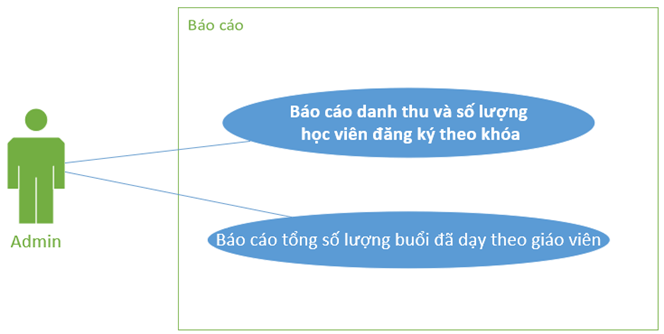 Báo cáo
Báo cáo danh thu và số lượng
học viên đăng ký theo khóa
Admin
Báo cáo tổng số lượng buổi đã dạy theo giáo viên